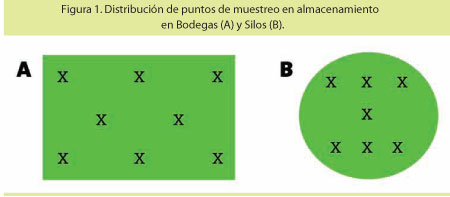 Figura 1. Distribución de puntos de muestreo en almacenamiento
en Bodegas (A) y Silos (B).
A
X X X
X X
X X X
B
X X X
X
X X X